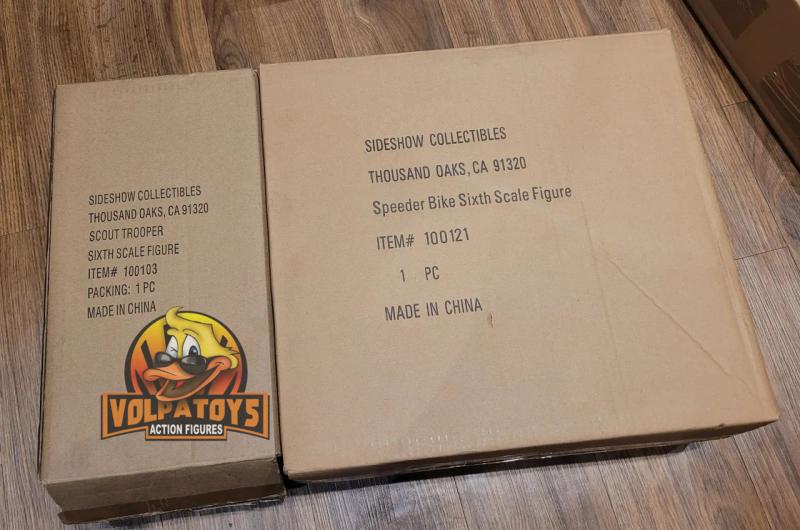 SIDESHOW COLLECTIBLES
THOUSAND OAKS, CA 91320
SCOUT TROOPER
SIXTH SCALE FIGURE
ITEM# 100103
PACKING: 1 PC
MADE IN CHINA
VOLPATOYS
ACTION FIGURES
SIDESHOW COLLECTIBLES
THOUSAND OAKS, CA 91320
Speeder Bike Sixth Scale Figure
ITEM# 100121
1 PC
MADE IN CHINA